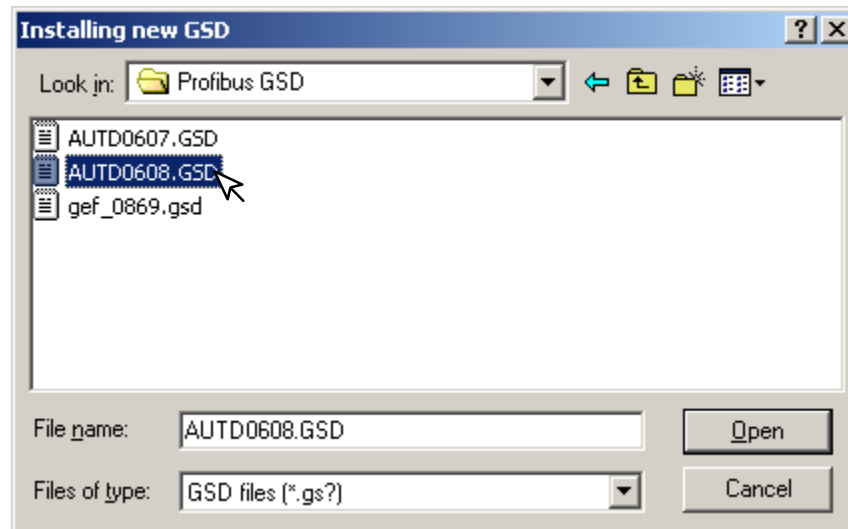 Installing new GSD
Look in: Profibus GSD
AUTD0607.GSD
AUTD0608.GSD
gef_0869.gsd
File name: AUTD0608.GSD Open
Files of type: GSD files (*.gs?) Cancel